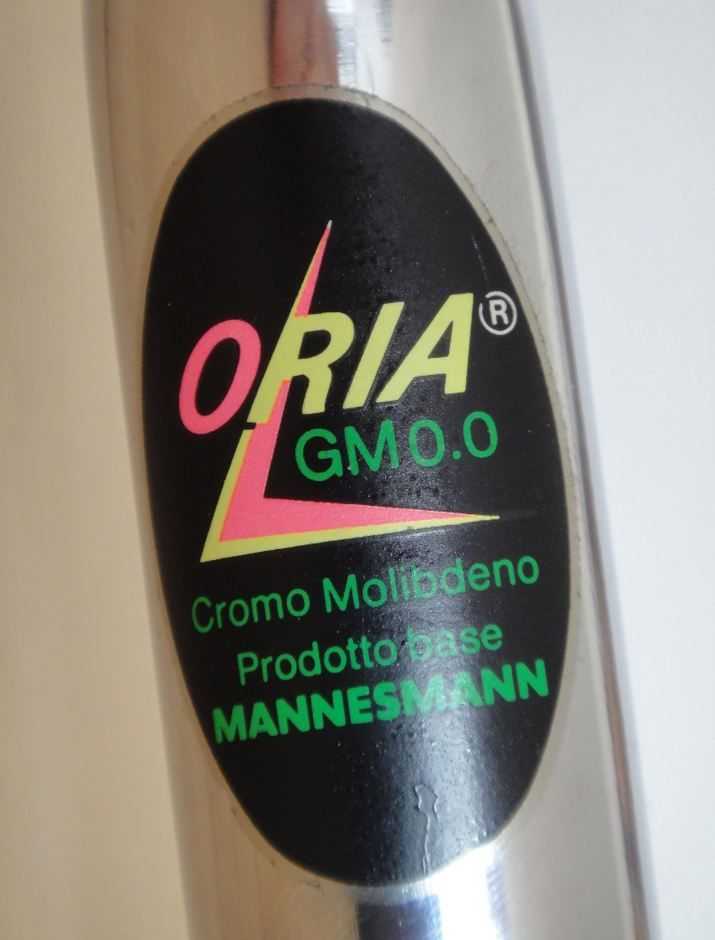 ORIA®
GM 0.0
Cromo Molibdeno
Prodotto base
MANNESMANN